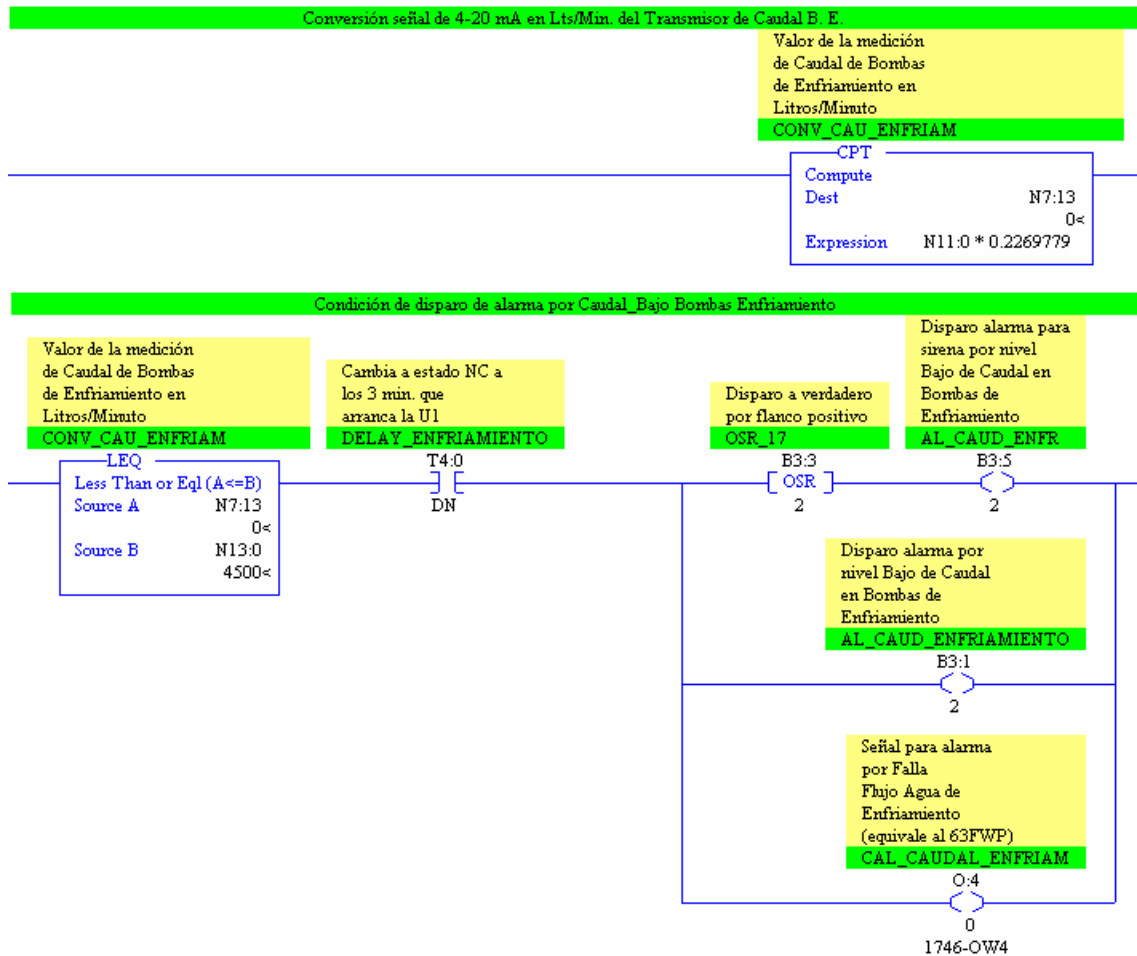 Conversión señal de 4-20 mA en Lts/Min. del Transmisor de Caudal B. E.
Valor de la medición
de Caudal de Bombas
de Enfriamiento en
Litros/Minuto
CONV_CAU_ENFRIAM
CPT
Compute
Dest N7:13
0<
Expression N11:0 * 0.2269779
Condición de disparo de alarma por Caudal_Bajo Bombas Enfriamiento
Valor de la medición
de Caudal de Bombas
de Enfriamiento en
Litros/Minuto
CONV_CAU_ENFRIAM
LEQ
Less Than or Eql (A<=B)
Source A N7:13
0<
Source B N13:0
4500<
Cambia a estado NC a
los 3 min. que
arranca la U1
DELAY_ENFRIAMIENTO
T4:0
DN
Disparo a verdadero
por flanco positivo
OSR_17
B3:3
OSR
2
Disparo alarma para
sirena por nivel
Bajo de Caudal en
Bombas de
Enfriamiento
AL_CAUD_ENFR
B3:5
2
Disparo alarma por
nivel Bajo de Caudal
en Bombas de
Enfriamiento
AL_CAUD_ENFRIAMIENTO
B3:1
2
Señal para alarma
por Falla
Flujo Agua de
Enfriamiento
(equivale al 63FWP)
CAL_CAUDAL_ENFRIAM
O:4
0
1746-OW4